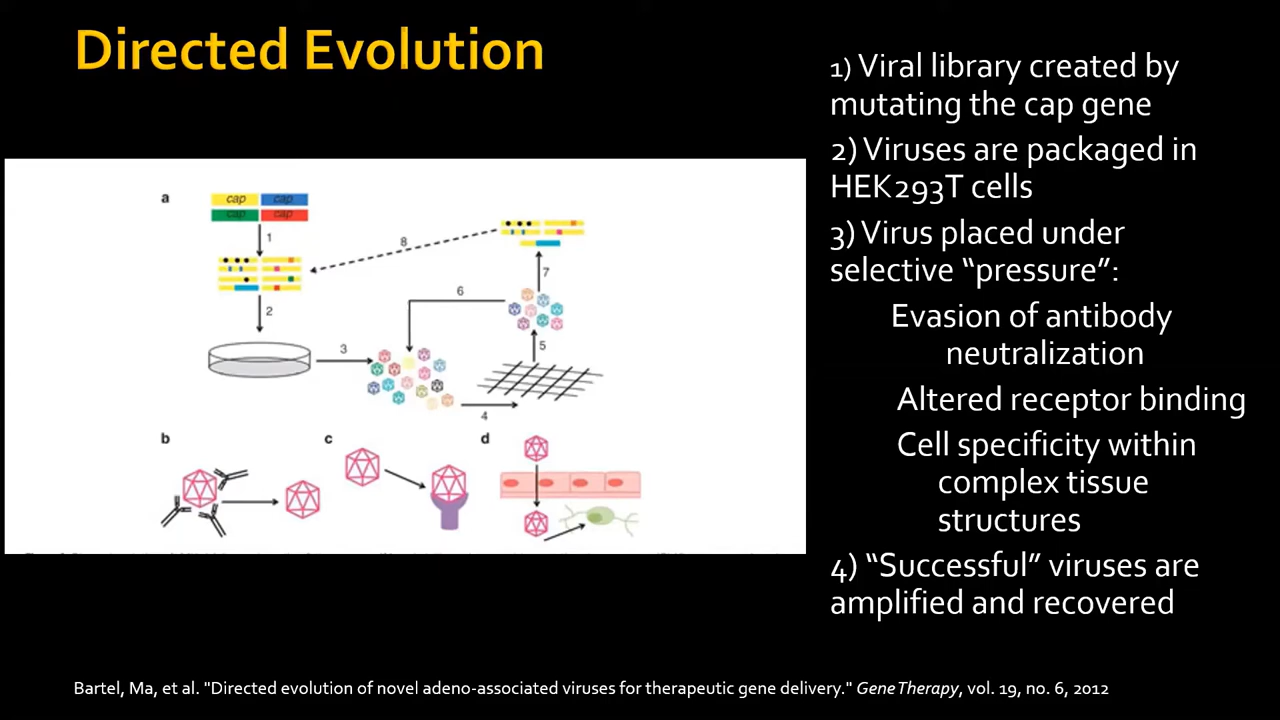 Directed Evolution
1) Viral library created by
mutating the cap gene
2) Viruses are packaged in
HEK293T cells
3) Virus placed under
selective “pressure”:
Evasion of antibody
neutralization
Altered receptor binding
Cell specificity within
complex tissue
structures
4) “Successful” viruses are
amplified and recovered
a
cap cap
cap cap
1
2
3
4
5
6
7
8
b
c
d
Bartel, Ma, et al. "Directed evolution of novel adeno-associated viruses for therapeutic gene delivery." Gene Therapy, vol. 19, no. 6, 2012